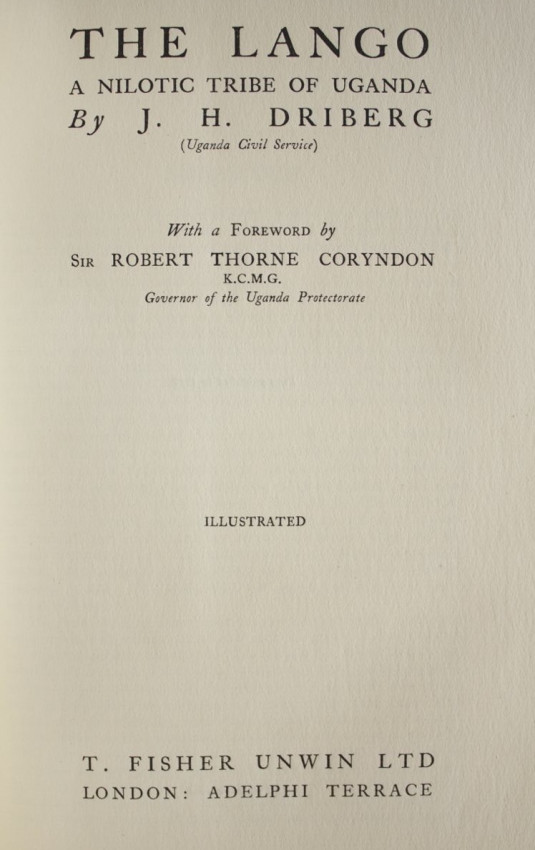 THE LANGO
A NILOTIC TRIBE OF UGANDA
By J. H. DRIBERG
(Uganda Civil Service)
With a FOREWORD by
SIR ROBERT THORNE CORYNDON
K.C.M.G.
Governor of the Uganda Protectorate
ILLUSTRATED
T. FISHER UNWIN LTD
LONDON: ADELPHI TERRACE